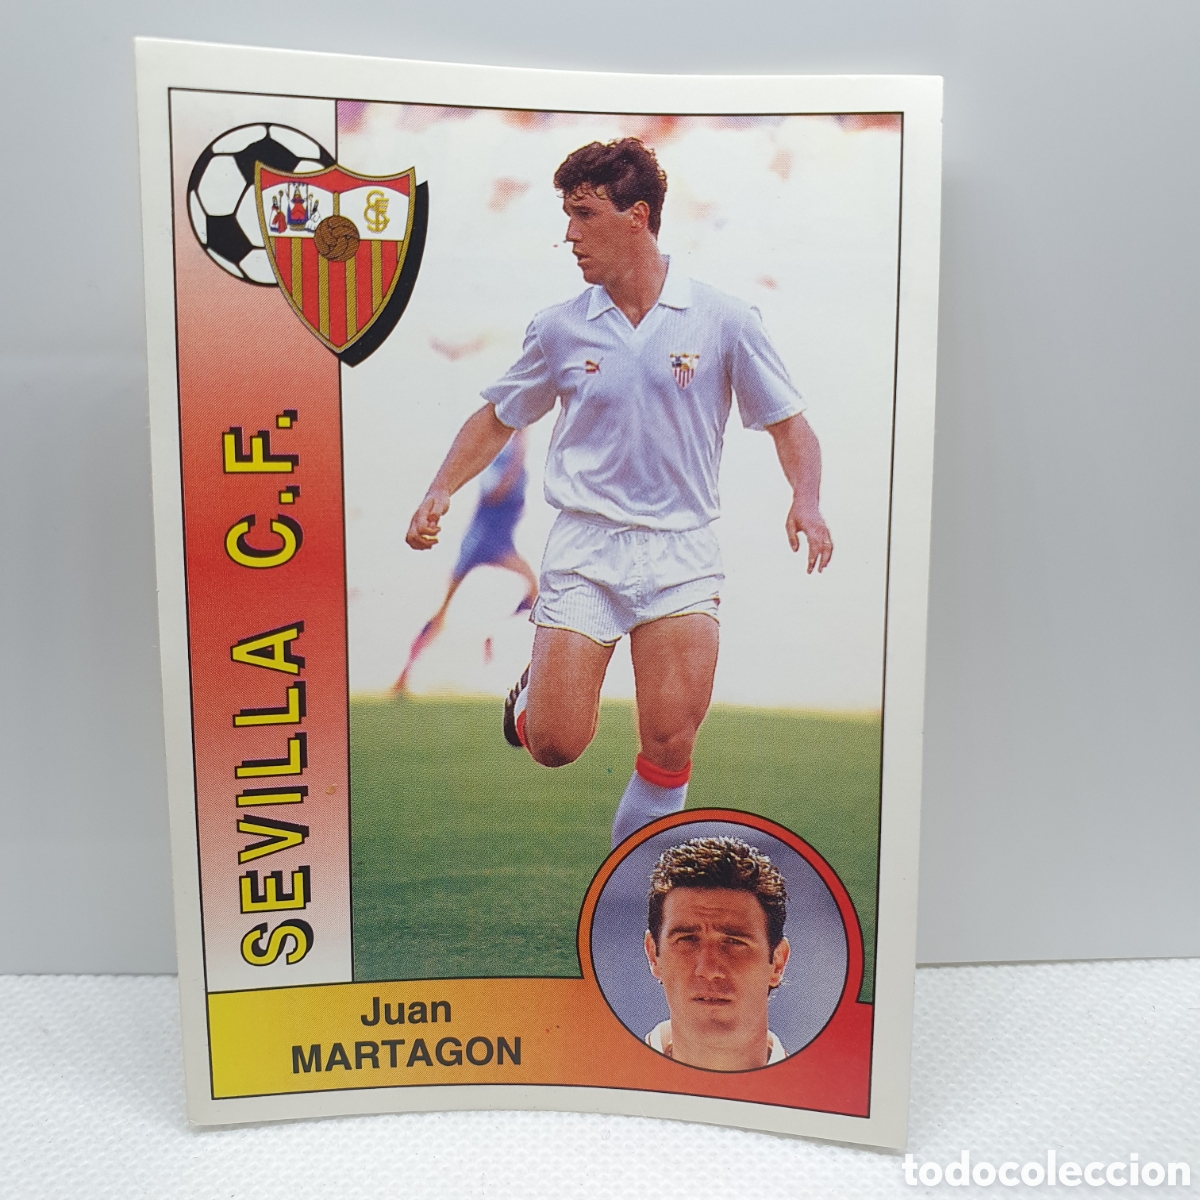 SEVILLA C.F.
Juan
MARTAGON
todocoleccion